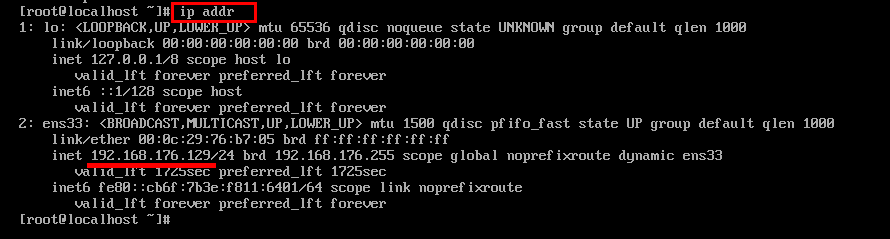 [root@localhost ~]# ip addr
1: lo: <LOOPBACK,UP,LOWER_UP> mtu 65536 qdisc noqueue state UNKNOWN group default qlen 1000
    link/loopback 00:00:00:00:00:00 brd 00:00:00:00:00:00
    inet 127.0.0.1/8 scope host lo
       valid_lft forever preferred_lft forever
    inet6 ::1/128 scope host
       valid_lft forever preferred_lft forever
2: ens33: <BROADCAST,MULTICAST,UP,LOWER_UP> mtu 1500 qdisc pfifo_fast state UP group default qlen 1000
    link/ether 00:0c:29:76:b7:05 brd ff:ff:ff:ff:ff:ff
    inet 192.168.176.129/24 brd 192.168.176.255 scope global noprefixroute dynamic ens33
       valid_lft 1725sec preferred_lft 1725sec
    inet6 fe80::cb6f:7b3e:f811:6401/64 scope link noprefixroute
       valid_lft forever preferred_lft forever
[root@localhost ~]#